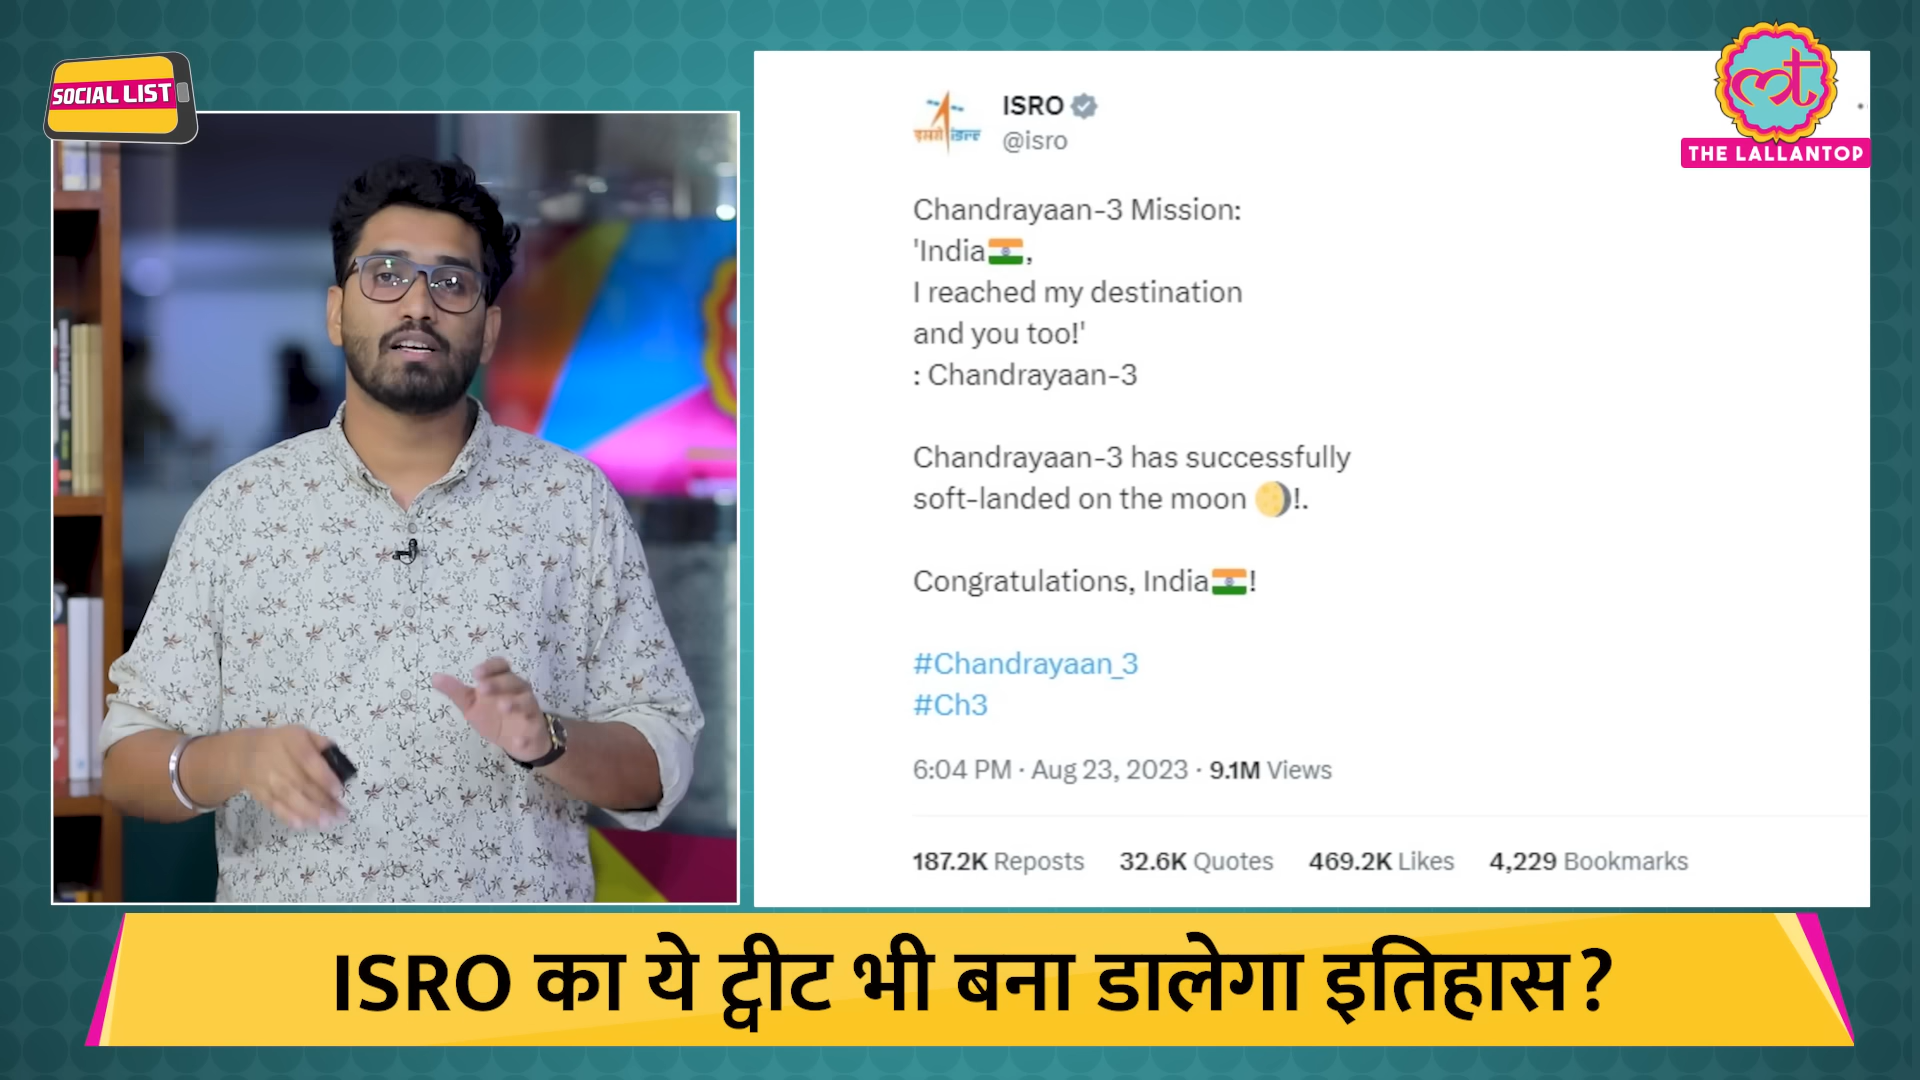 SOCIAL LIST
THE LALLANTOP
ISRO
@isro
Chandrayaan-3 Mission:
'India🇮🇳,
I reached my destination
and you too!'
: Chandrayaan-3
Chandrayaan-3 has successfully
soft-landed on the moon 🌖!.
Congratulations, India🇮🇳!
#Chandrayaan_3
#Ch3
6:04 PM · Aug 23, 2023 · 9.1M Views
187.2K Reposts 32.6K Quotes 469.2K Likes 4,229 Bookmarks
ISRO का ये ट्वीट भी बना डालेगा इतिहास?